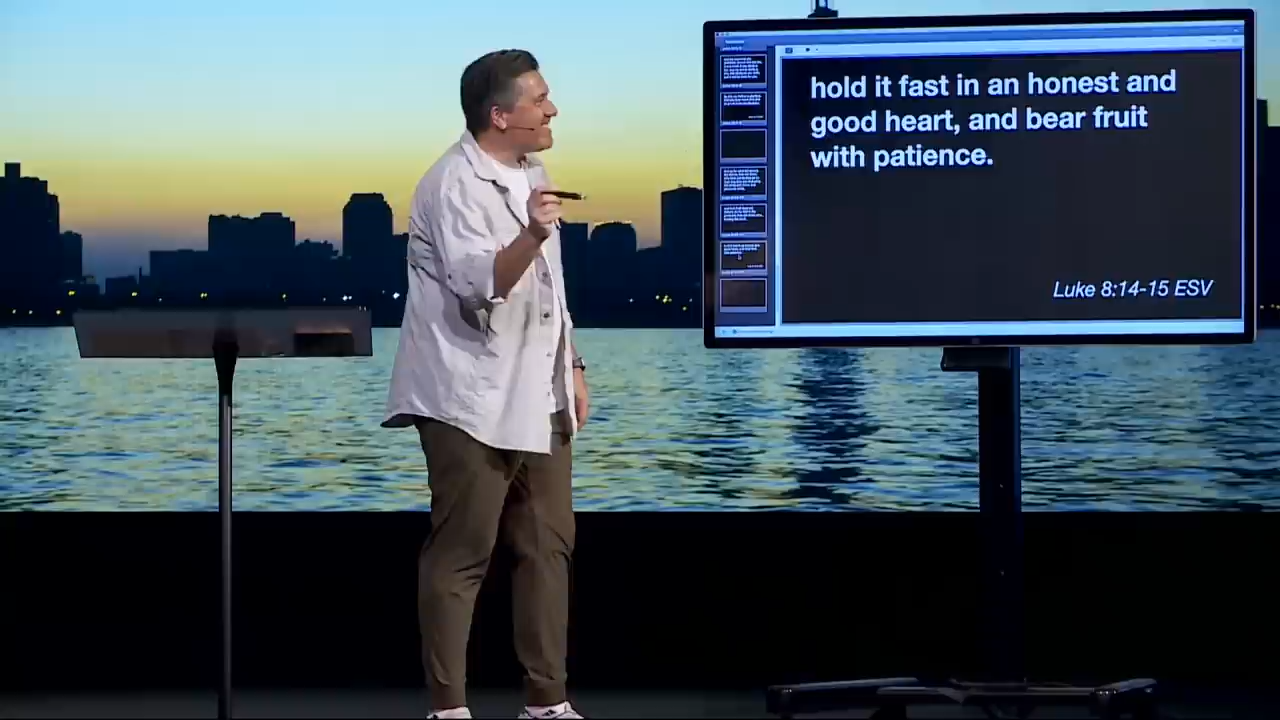 hold it fast in an honest and
good heart, and bear fruit
with patience.
Luke 8:14-15 ESV